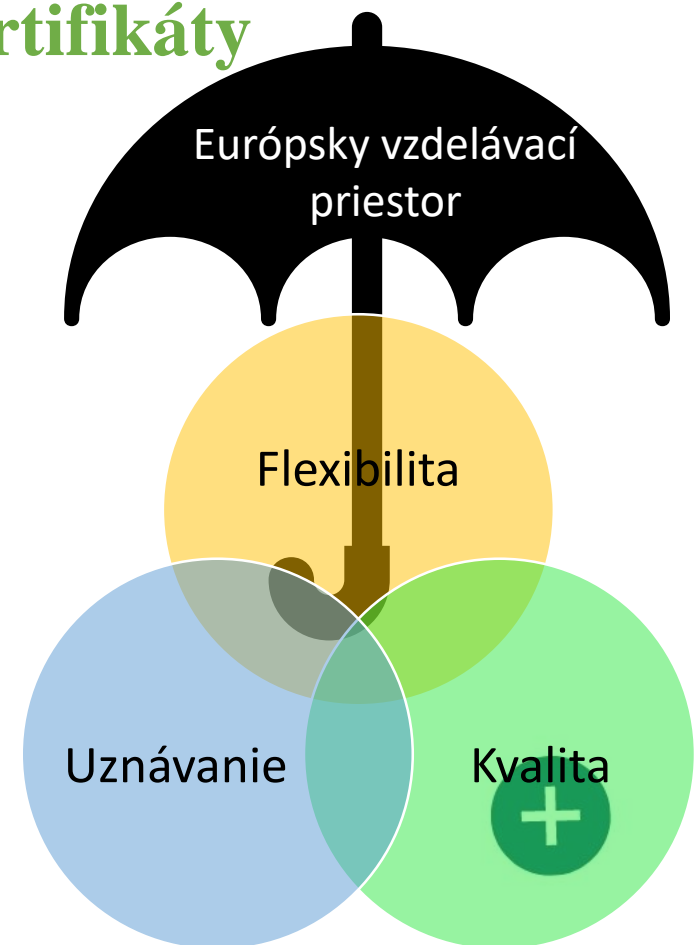 rtifikáty
Európsky vzdelávací
priestor
Flexibilita
Uznávanie
Kvalita